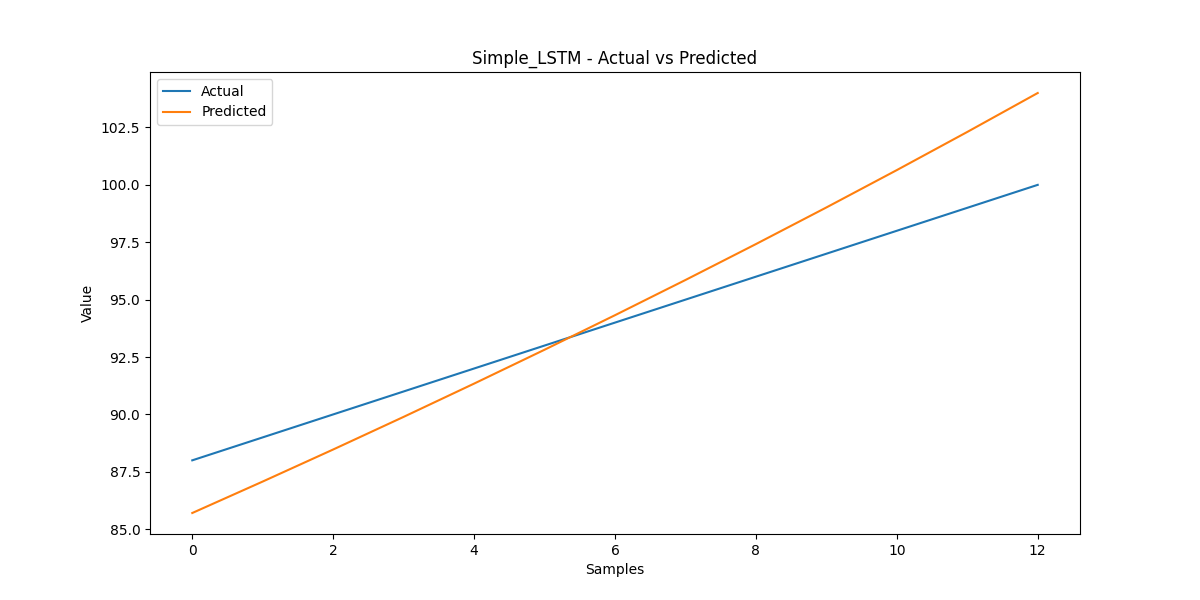 Simple_LSTM - Actual vs Predicted
Actual
Predicted
102.5
100.0
97.5
95.0
92.5
90.0
87.5
85.0
Value
0 2 4 6 8 10 12
Samples